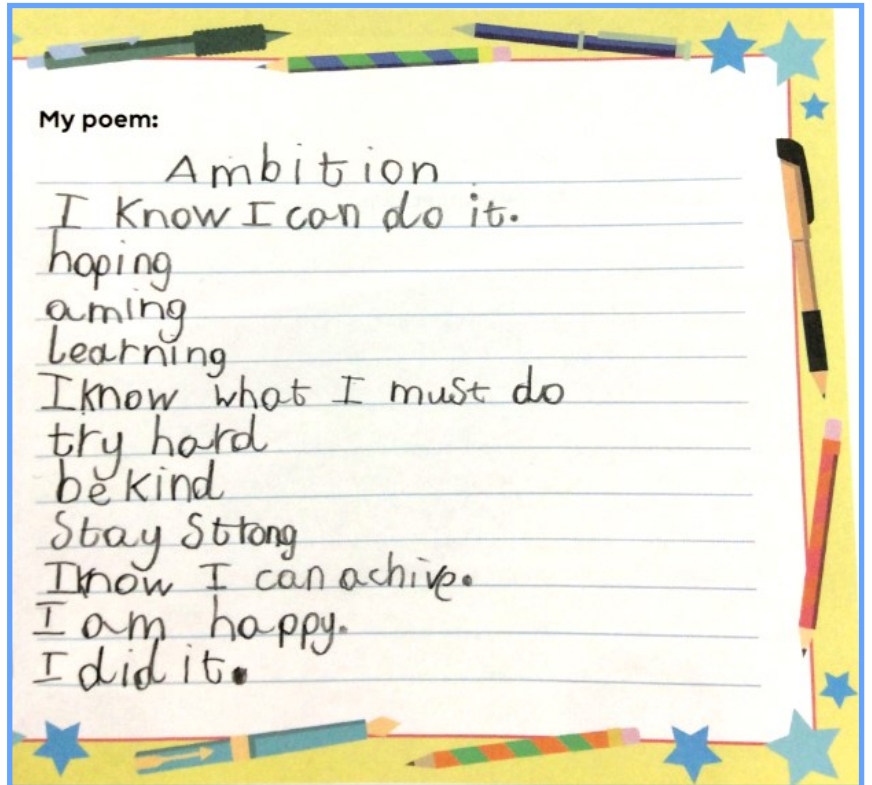 My poem:
Ambition
I know I can do it.
hoping
aming
learning
I know what I must do
try hard
be kind
Stay Strong
I know I can achive.
I am happy.
I did it.